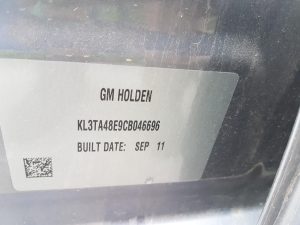 GM HOLDEN
KL3TA48E9CB046696
BUILT DATE: SEP 11